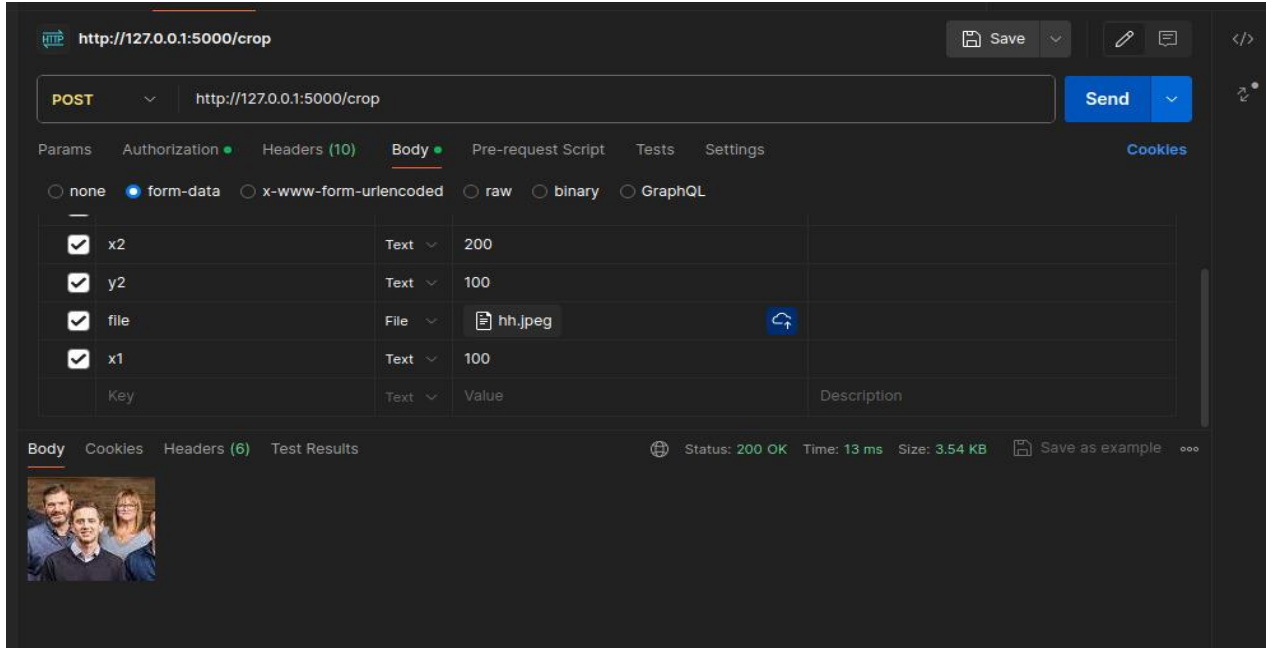 HTTP http://127.0.0.1:5000/crop Save
POST http://127.0.0.1:5000/crop Send
Params Authorization Headers (10) Body Pre-request Script Tests Settings Cookies
none form-data x-www-form-urlencoded raw binary GraphQL
x2 Text 200
y2 Text 100
file File hh.jpeg
x1 Text 100
Key Text Value Description
Body Cookies Headers (6) Test Results Status: 200 OK Time: 13 ms Size: 3.54 KB Save as example